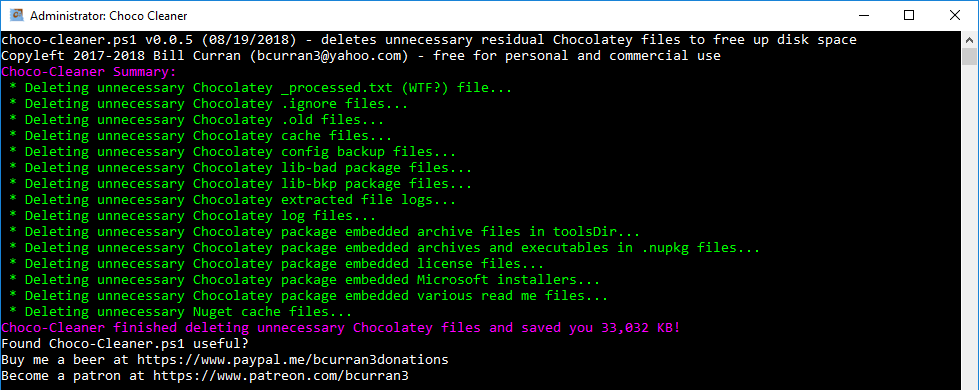 Administrator: Choco Cleaner
choco-cleaner.ps1 v0.0.5 (08/19/2018) - deletes unnecessary residual Chocolatey files to free up disk space
Copyleft 2017-2018 Bill Curran (bcurran3@yahoo.com) - free for personal and commercial use
Choco-Cleaner Summary:
* Deleting unnecessary Chocolatey _processed.txt (WTF?) file...
* Deleting unnecessary Chocolatey .ignore files...
* Deleting unnecessary Chocolatey .old files...
* Deleting unnecessary Chocolatey cache files...
* Deleting unnecessary Chocolatey config backup files...
* Deleting unnecessary Chocolatey lib-bad package files...
* Deleting unnecessary Chocolatey lib-bkp package files...
* Deleting unnecessary Chocolatey extracted file logs...
* Deleting unnecessary Chocolatey log files...
* Deleting unnecessary Chocolatey package embedded archive files in toolsDir...
* Deleting unnecessary Chocolatey package embedded archives and executables in .nupkg files...
* Deleting unnecessary Chocolatey package embedded license files...
* Deleting unnecessary Chocolatey package embedded Microsoft installers...
* Deleting unnecessary Chocolatey package embedded various read me files...
* Deleting unnecessary Nuget cache files...
Choco-Cleaner finished deleting unnecessary Chocolatey files and saved you 33,032 KB!
Found Choco-Cleaner.ps1 useful?
Buy me a beer at https://www.paypal.me/bcurran3donations
Become a patron at https://www.patreon.com/bcurran3